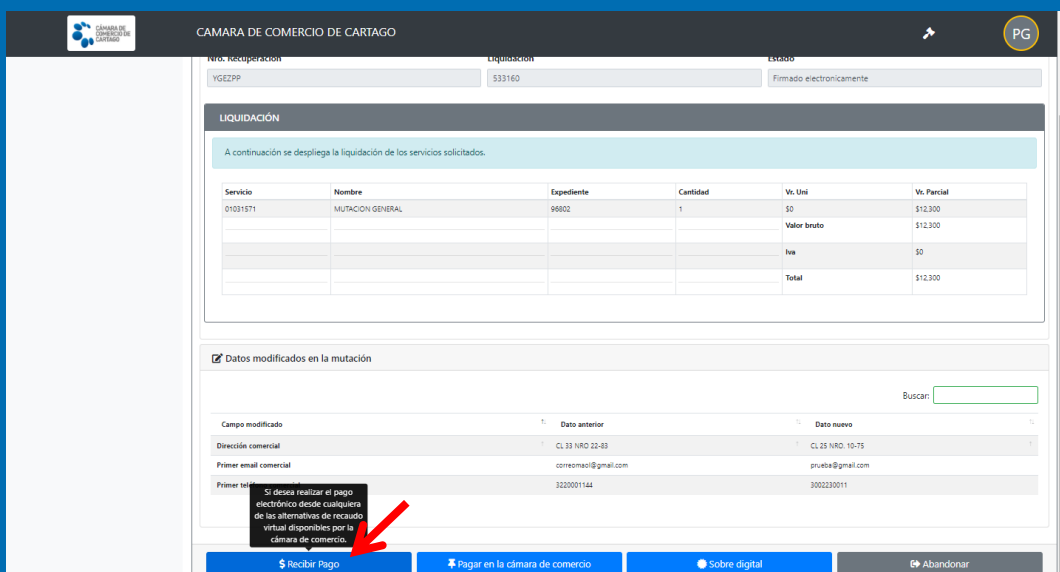 CÁMARA DE
COMERCIO DE
CARTAGO
CAMARA DE COMERCIO DE CARTAGO
PG
Nro. Recuperación Liquidación Estado
YGEZPP 533160 Firmado electronicamente
LIQUIDACIÓN
A continuación se despliega la liquidación de los servicios solicitados.
Servicio Nombre Expediente Cantidad Vr. Uni Vr. Parcial
01031571 MUTACION GENERAL 96802 1 $0 $12,300
Valor bruto $12,300
Iva $0
Total $12,300
Datos modificados en la mutación
Buscar:
Campo modificado Dato anterior Dato nuevo
Dirección comercial CL 33 NRO 22-83 CL 25 NRO. 10-75
Primer email comercial correomaol@gmail.com prueba@gmail.com
Primer 3220001144 3002230011
Si desea realizar el pago
electrónico desde cualquiera
de las alternativas de recaudo
virtual disponibles por la
cámara de comercio.
$ Recibir Pago Pagar en la cámara de comercio Sobre digital Abandonar